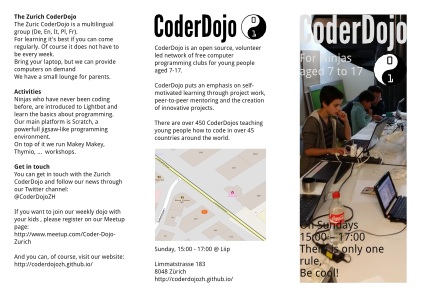 The Zurich CoderDojo
The Zuric CoderDojo is a multilingual
group (De, En, It, Pl, Fr).
For learning it's best if you can come
regularly. Of course it does not have to
be every week.
Bring your laptop, but we can provide
computers on demand
We have a small lounge for parents.
Activities
Ninjas who have never been coding
before, are introduced to Lightbot and
learn the basics about programming.
Our main platform is Scratch, a
powerfull jigsaw-like programming
environment.
On top of it we run Makey Makey,
Thymio, ... workshops.
Get in touch
You can get in touch with the Zurich
CoderDojo and follow our news through
our Twitter channel:
@CoderDojoZH
If you want to join our weekly dojo with
your kids , please register on our Meetup
page:
http://www.meetup.com/Coder-Dojo-
Zurich
And you can, of course, visit our website:
http://coderdojozh.github.io/
CoderDojo
0
1
CoderDojo is an open source, volunteer
led network of free computer
programming clubs for young people
aged 7-17.
CoderDojo puts an emphasis on self-
motivated learning through project work,
peer-to-peer mentoring and the creation
of innovative projects.
There are over 450 CoderDojos teaching
young people how to code in over 45
countries around the world.
Sunday, 15:00 - 17:00 @ Liip
Limmatstrasse 183
8048 Zürich
http://coderdojozh.github.io/
CoderDojo
For Ninjas
aged 7 to 17
0
1
On Sundays
15:00 – 17:00
There is only one
rule,
Be cool!